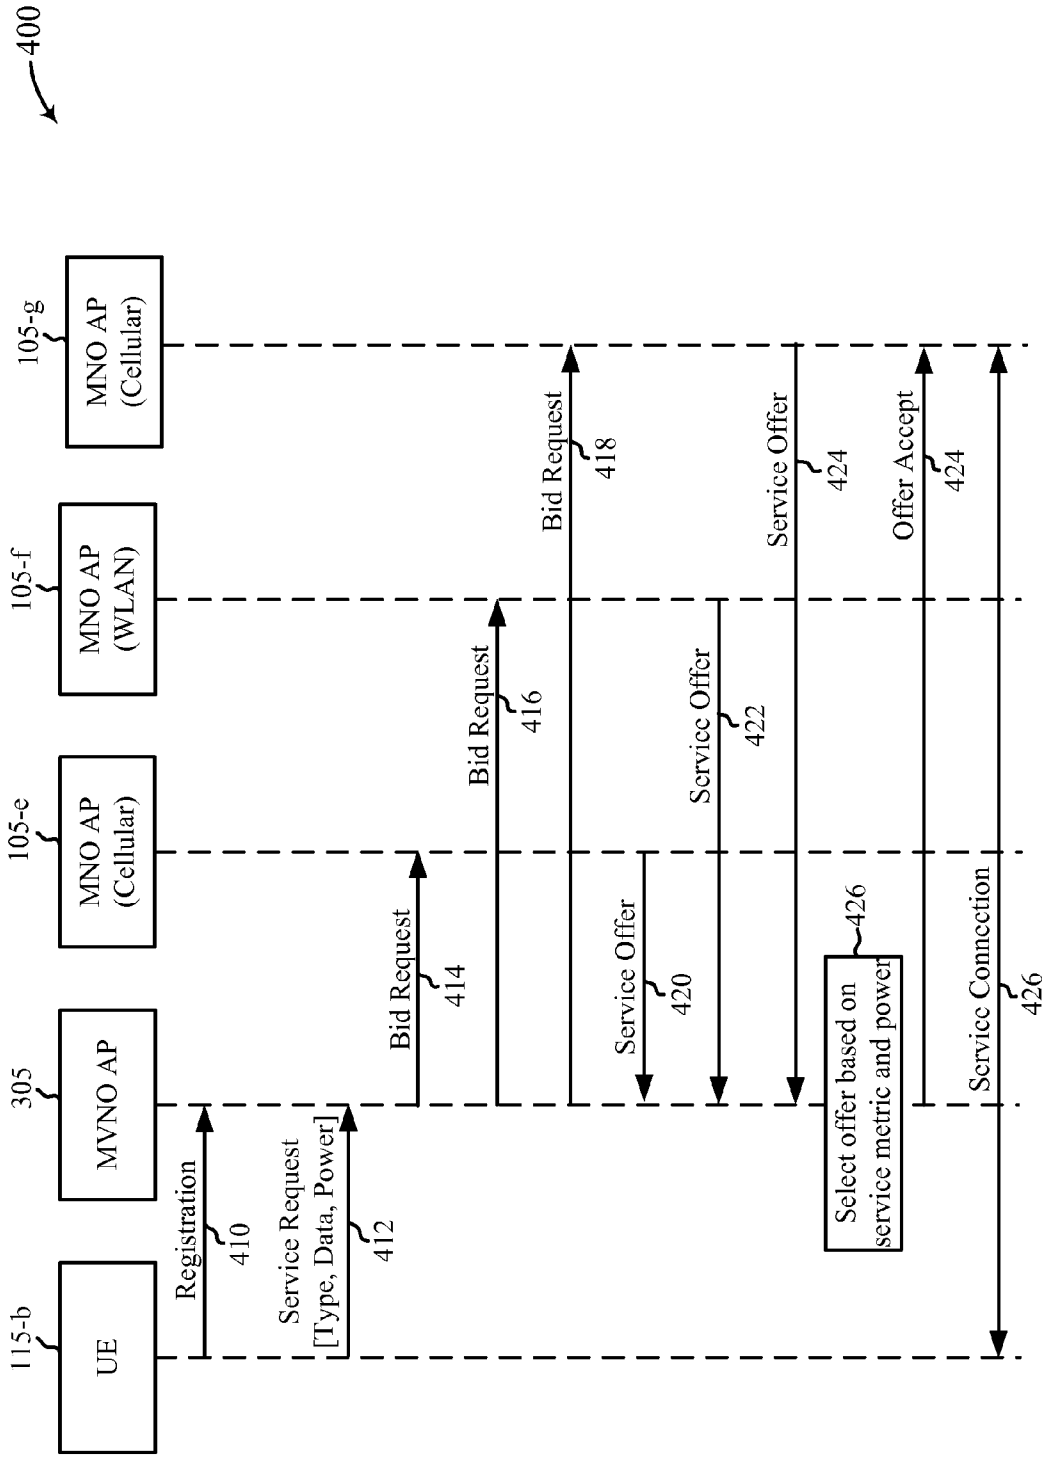 400
115-b
305
105-e
105-f
105-g
UE
MVNO AP
MNO AP
(Cellular)
MNO AP
(WLAN)
MNO AP
(Cellular)
Registration
410
Service Request
[Type, Data, Power]
412
Bid Request
414
Bid Request
416
Bid Request
418
Service Offer
420
Service Offer
422
Service Offer
424
Select offer based on
service metric and power
426
Offer Accept
424
Service Connection
426